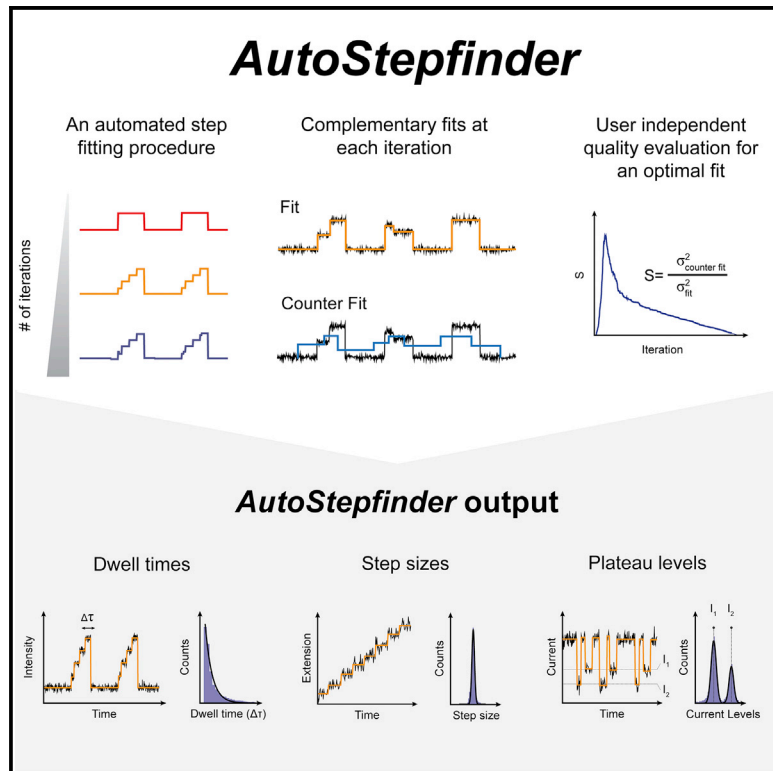 AutoStepfinder
An automated step
fitting procedure
Complementary fits at
each iteration
User independent
quality evaluation for
an optimal fit
# of iterations
Fit
Counter Fit
S
S= σ²counter fit
σ²fit
Iteration
AutoStepfinder output
Dwell times
Step sizes
Plateau levels
Intensity
Δτ
Time
Counts
Dwell time (Δτ)
Extension
Time
Counts
Step size
Current
I₁
I₂
Time
Counts
I₁ I₂
Current Levels